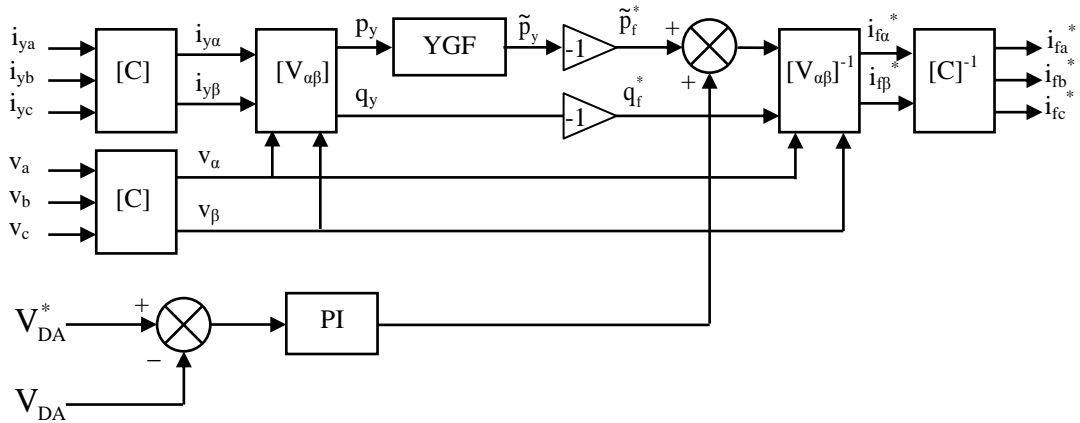 i_ya
i_yb
i_yc
[C]
i_yα
i_yβ
[V_αβ]
p_y
q_y
YGF
p̃_y
-1
-1
p̃_f^*
q_f^*
+
+
[V_αβ]^-1
i_fα^*
i_fβ^*
[C]^-1
i_fa^*
i_fb^*
i_fc^*
v_a
v_b
v_c
[C]
v_α
v_β
V_DA^*
+
−
PI
V_DA